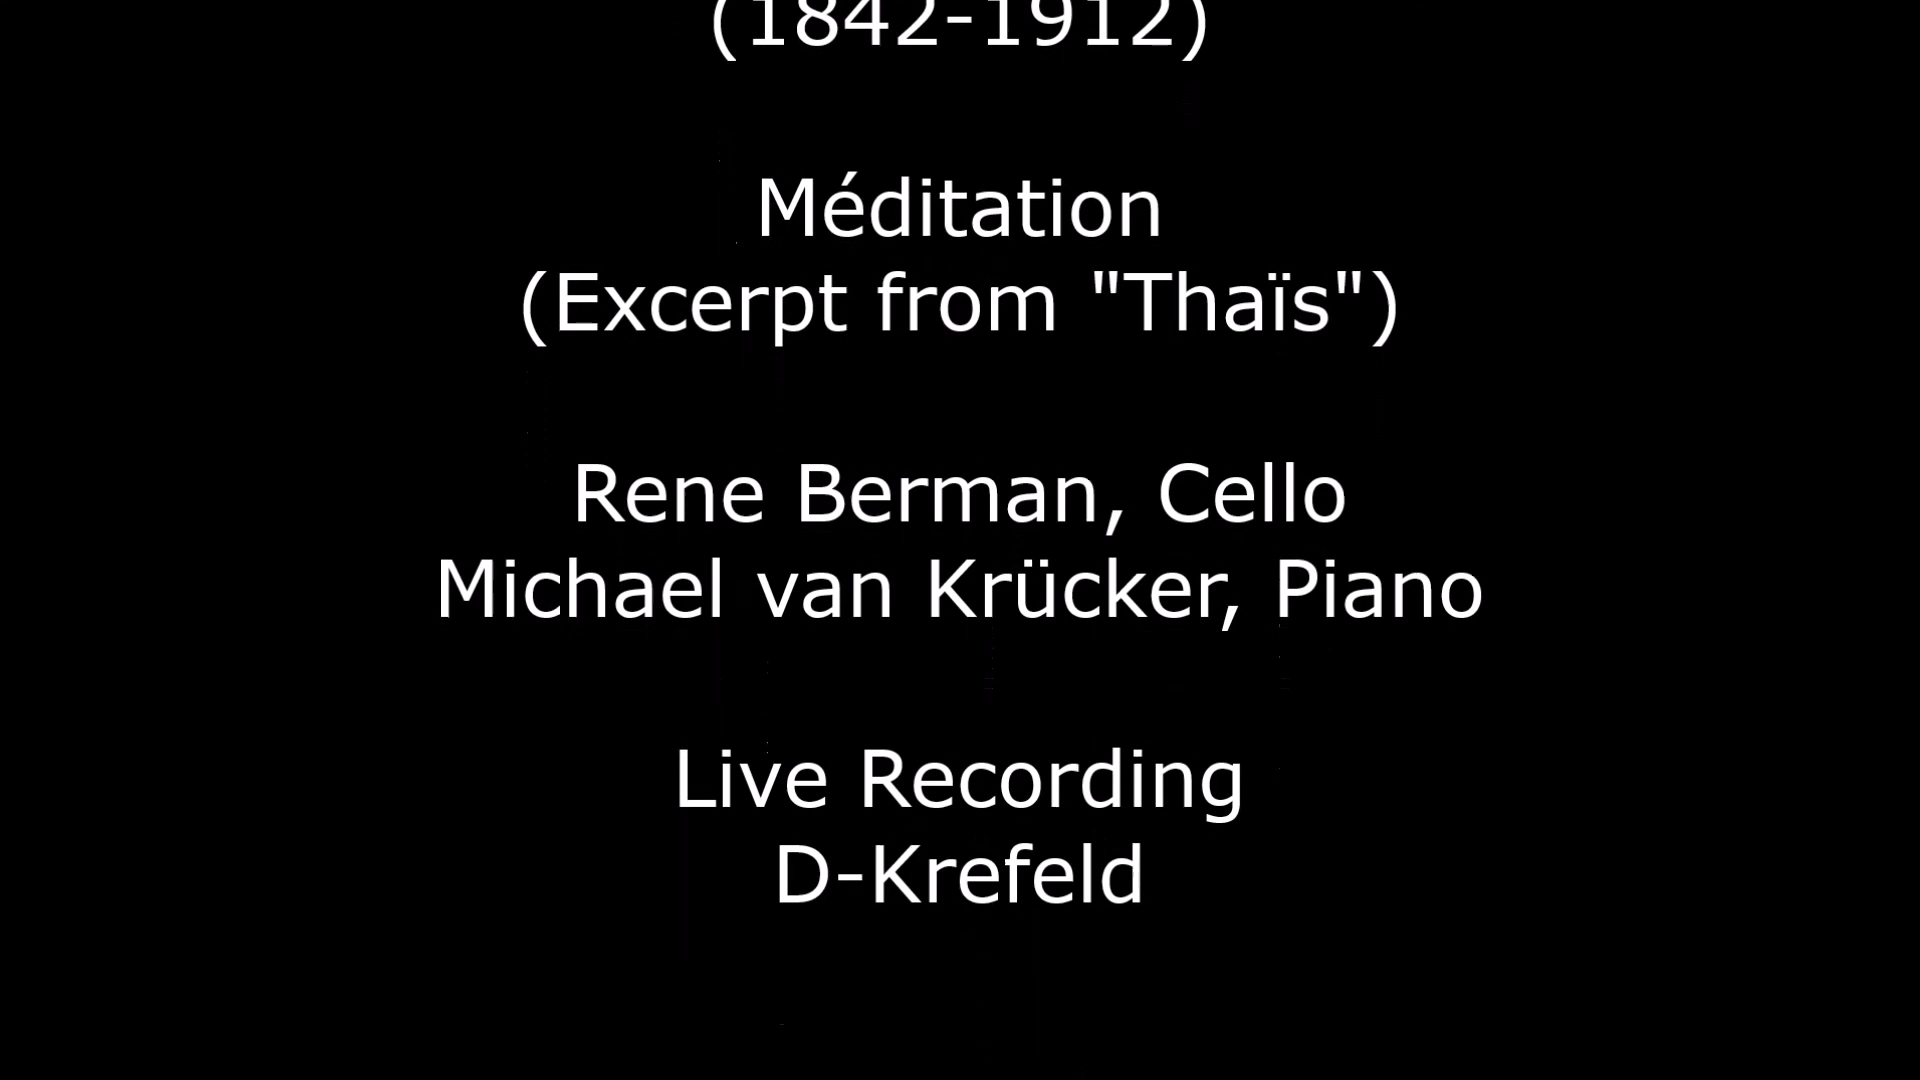 (1842-1912)
Méditation
(Excerpt from "Thaïs")
Rene Berman, Cello
Michael van Krücker, Piano
Live Recording
D-Krefeld